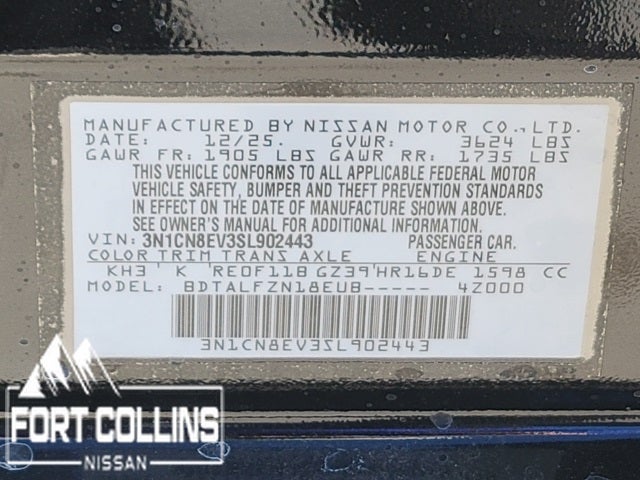 MANUFACTURED BY NISSAN MOTOR CO., LTD.
DATE: 12/25. GVWR: 3624 LBS
GAWR FR: 1905 LBS GAWR RR: 1735 LBS
THIS VEHICLE CONFORMS TO ALL APPLICABLE FEDERAL MOTOR
VEHICLE SAFETY, BUMPER AND THEFT PREVENTION STANDARDS
IN EFFECT ON THE DATE OF MANUFACTURE SHOWN ABOVE.
SEE OWNER'S MANUAL FOR ADDITIONAL INFORMATION.
VIN: 3N1CN8EV3SL902443 PASSENGER CAR.
COLOR TRIM TRANS AXLE ENGINE
KH3' K 'RE0F11B GZ39'HR16DE 1598 CC
MODEL: BDTALFZN18EUB----- 4Z000
3N1CN8EV3SL902443
FORT COLLINS
NISSAN